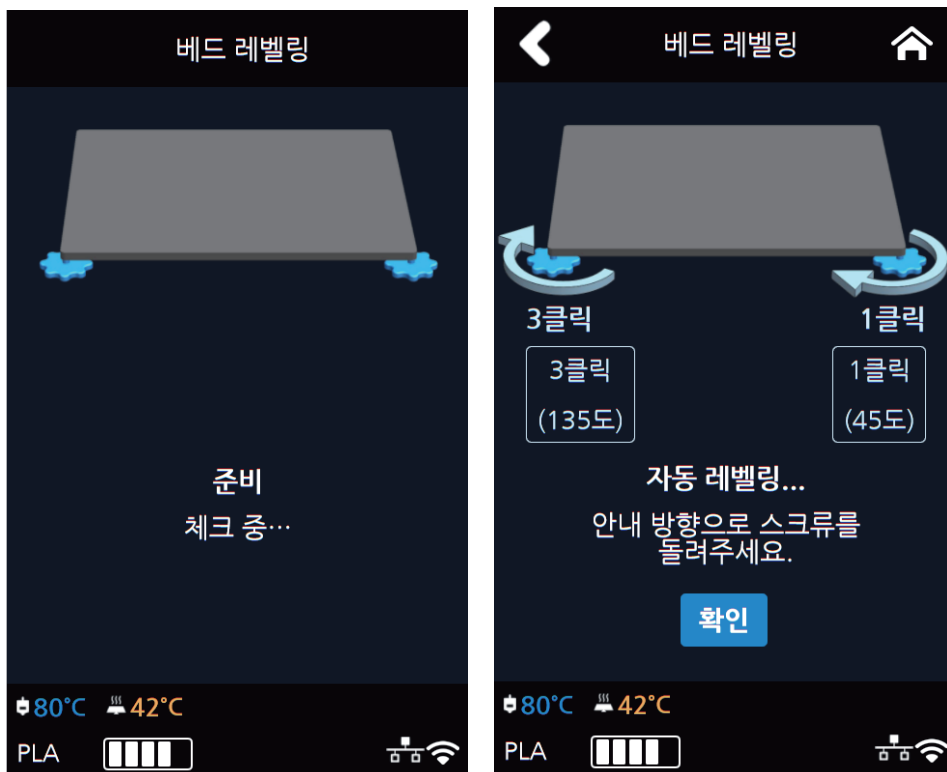 베드 레벨링
준비
체크 중…
80°C 42°C
PLA
베드 레벨링
3클릭 1클릭
3클릭 1클릭
(135도) (45도)
자동 레벨링...
안내 방향으로 스크류를
돌려주세요.
확인
80°C 42°C
PLA